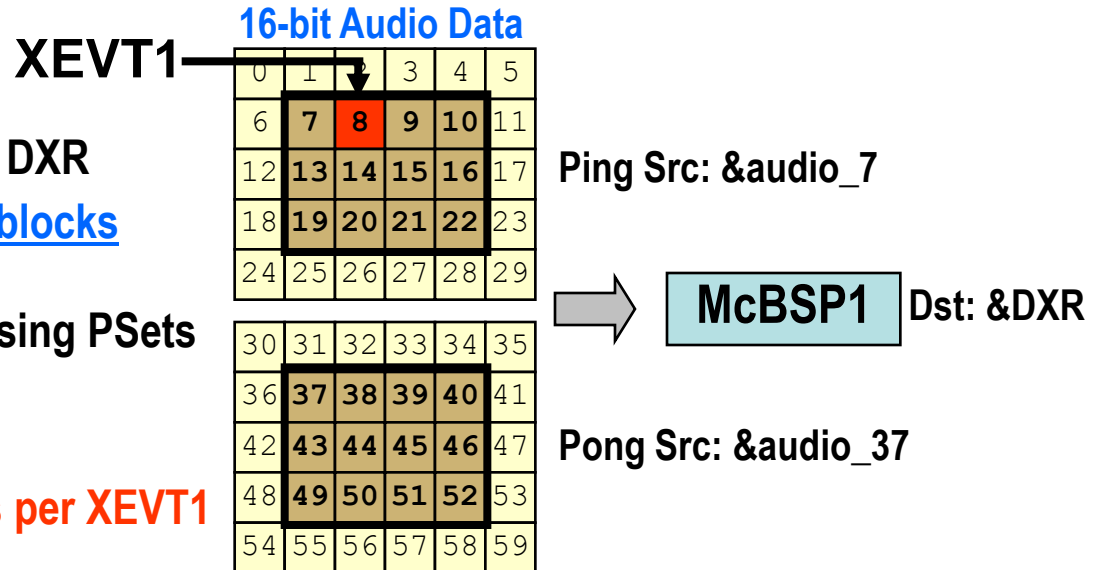 16-bit Audio Data
XEVT1
0 1 2 3 4 5
6 7 8 9 10 11
12 13 14 15 16 17
18 19 20 21 22 23
24 25 26 27 28 29
DXR
blocks
sing PSets
per XEVT1
Ping Src: &audio_7
McBSP1
Dst: &DXR
30 31 32 33 34 35
36 37 38 39 40 41
42 43 44 45 46 47
48 49 50 51 52 53
54 55 56 57 58 59
Pong Src: &audio_37